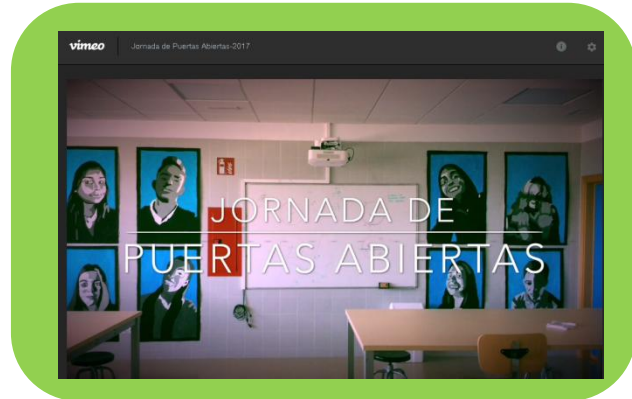 vimeo
Jornada de Puertas Abiertas-2017
JORNADA DE
PUERTAS ABIERTAS